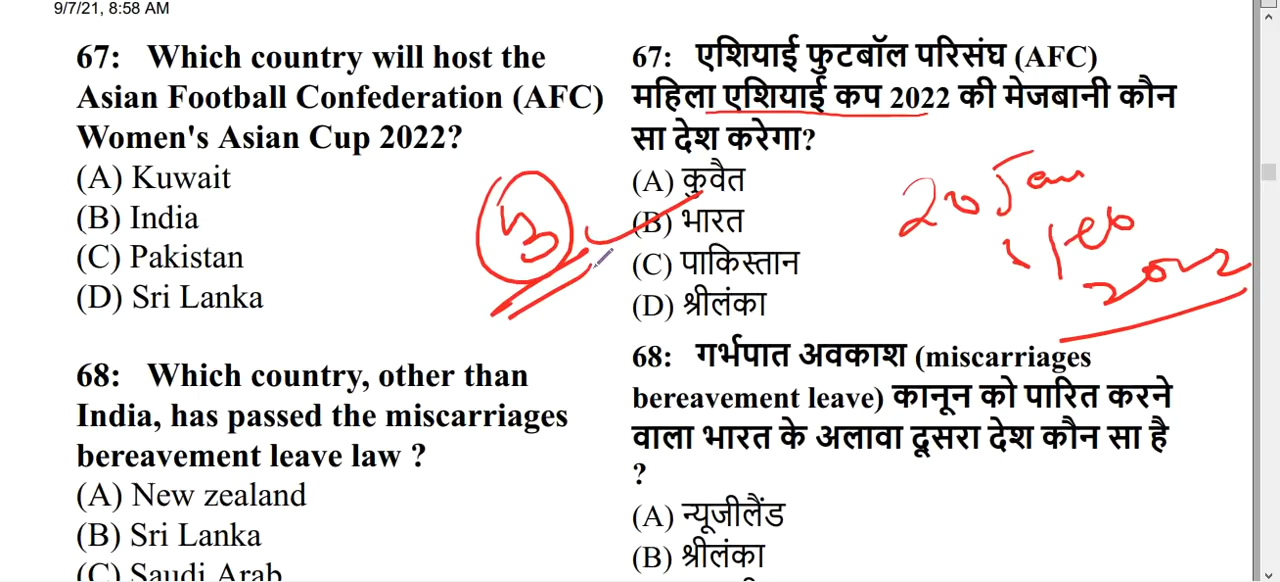 9/7/21, 8:58 AM
67: Which country will host the
Asian Football Confederation (AFC)
Women's Asian Cup 2022?
(A) Kuwait
(B) India
(C) Pakistan
(D) Sri Lanka
68: Which country, other than
India, has passed the miscarriages
bereavement leave law ?
(A) New zealand
(B) Sri Lanka
(C) Saudi Arab
67: एशियाई फुटबॉल परिसंघ (AFC)
महिला एशियाई कप 2022 की मेजबानी कौन
सा देश करेगा?
(A) कुवैत
(B) भारत
(C) पाकिस्तान
(D) श्रीलंका
68: गर्भपात अवकाश (miscarriages
bereavement leave) कानून को पारित करने
वाला भारत के अलावा दूसरा देश कौन सा है
?
(A) न्यूजीलैंड
(B) श्रीलंका
20 Jan
Feb
2022